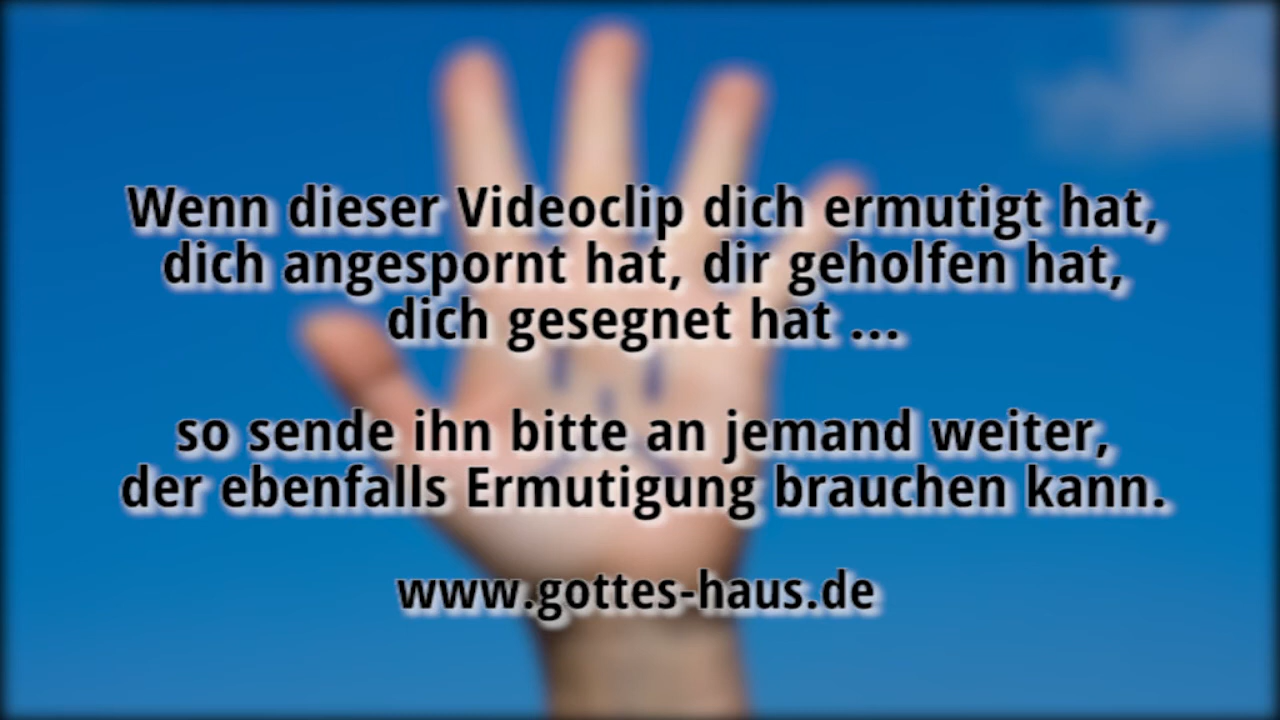 Wenn dieser Videoclip dich ermutigt hat,
dich angespornt hat, dir geholfen hat,
dich gesegnet hat ...
so sende ihn bitte an jemand weiter,
der ebenfalls Ermutigung brauchen kann.
www.gottes-haus.de